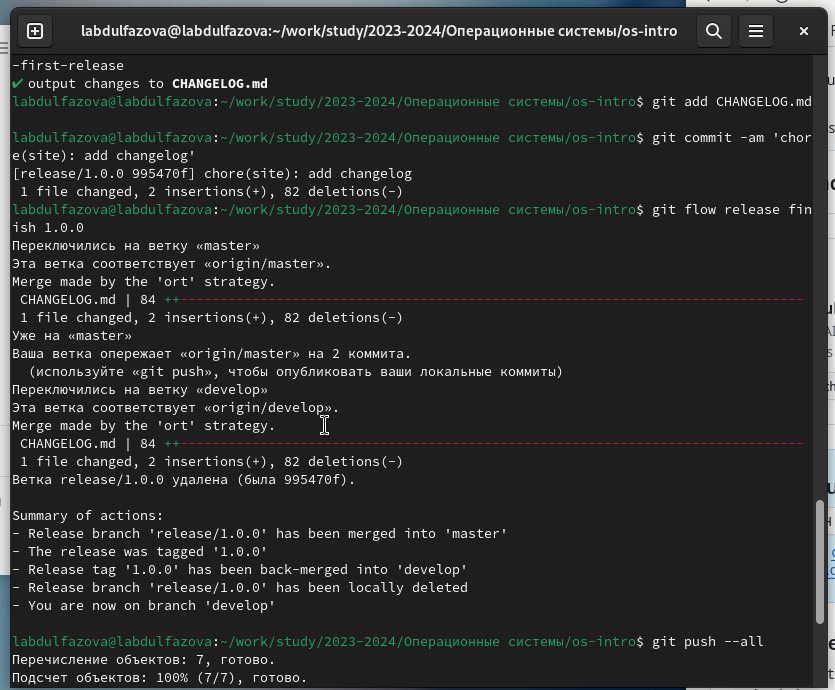 labdulfazova@labdulfazova:~/work/study/2023-2024/Операционные системы/os-intro
-first-release
✔ output changes to CHANGELOG.md
labdulfazova@labdulfazova:~/work/study/2023-2024/Операционные системы/os-intro$ git add CHANGELOG.md
labdulfazova@labdulfazova:~/work/study/2023-2024/Операционные системы/os-intro$ git commit -am 'chor
e(site): add changelog'
[release/1.0.0 995470f] chore(site): add changelog
1 file changed, 2 insertions(+), 82 deletions(-)
labdulfazova@labdulfazova:~/work/study/2023-2024/Операционные системы/os-intro$ git flow release fin
ish 1.0.0
Переключились на ветку «master»
Эта ветка соответствует «origin/master».
Merge made by the 'ort' strategy.
CHANGELOG.md | 84 ++----------------------------------------------------------------------------------
1 file changed, 2 insertions(+), 82 deletions(-)
Уже на «master»
Ваша ветка опережает «origin/master» на 2 коммита.
(используйте «git push», чтобы опубликовать ваши локальные коммиты)
Переключились на ветку «develop»
Эта ветка соответствует «origin/develop».
Merge made by the 'ort' strategy.
CHANGELOG.md | 84 ++----------------------------------------------------------------------------------
1 file changed, 2 insertions(+), 82 deletions(-)
Ветка release/1.0.0 удалена (была 995470f).
Summary of actions:
- Release branch 'release/1.0.0' has been merged into 'master'
- The release was tagged '1.0.0'
- Release tag '1.0.0' has been back-merged into 'develop'
- Release branch 'release/1.0.0' has been locally deleted
- You are now on branch 'develop'
labdulfazova@labdulfazova:~/work/study/2023-2024/Операционные системы/os-intro$ git push --all
Перечисление объектов: 7, готово.
Подсчет объектов: 100% (7/7), готово.